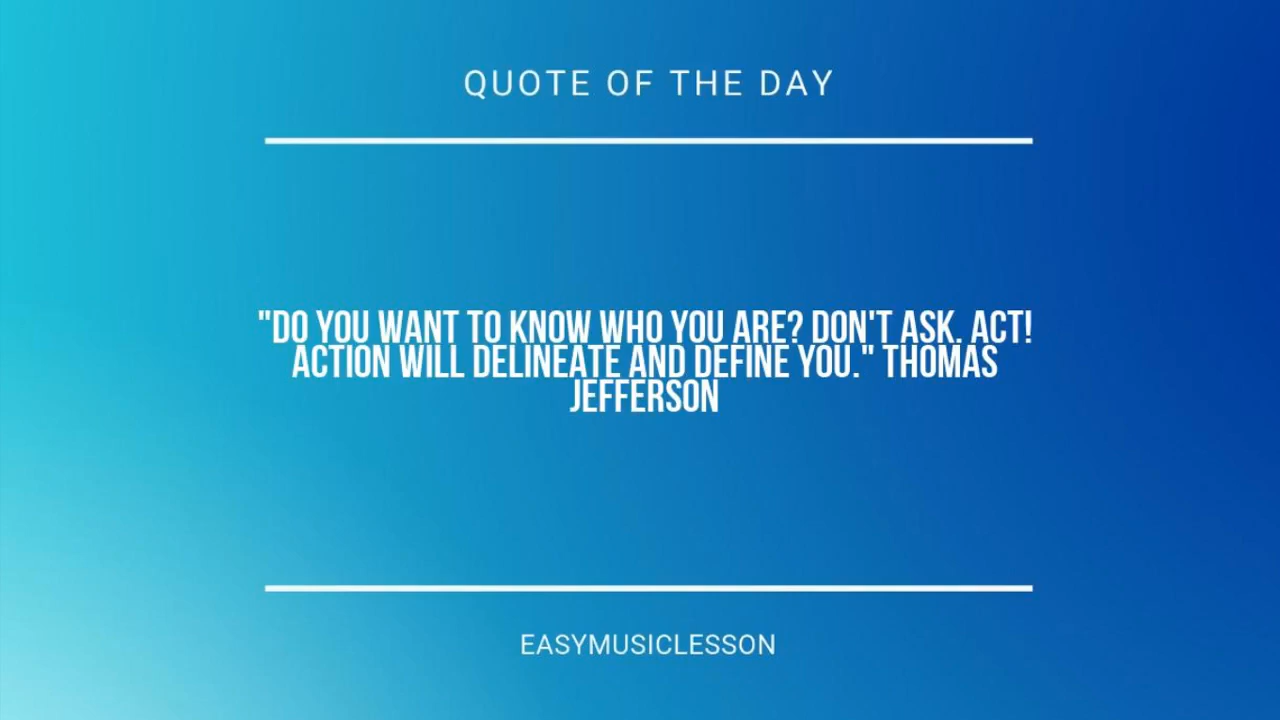 QUOTE OF THE DAY
"DO YOU WANT TO KNOW WHO YOU ARE? DON'T ASK. ACT!
ACTION WILL DELINEATE AND DEFINE YOU." THOMAS
JEFFERSON
EASYMUSICLESSON